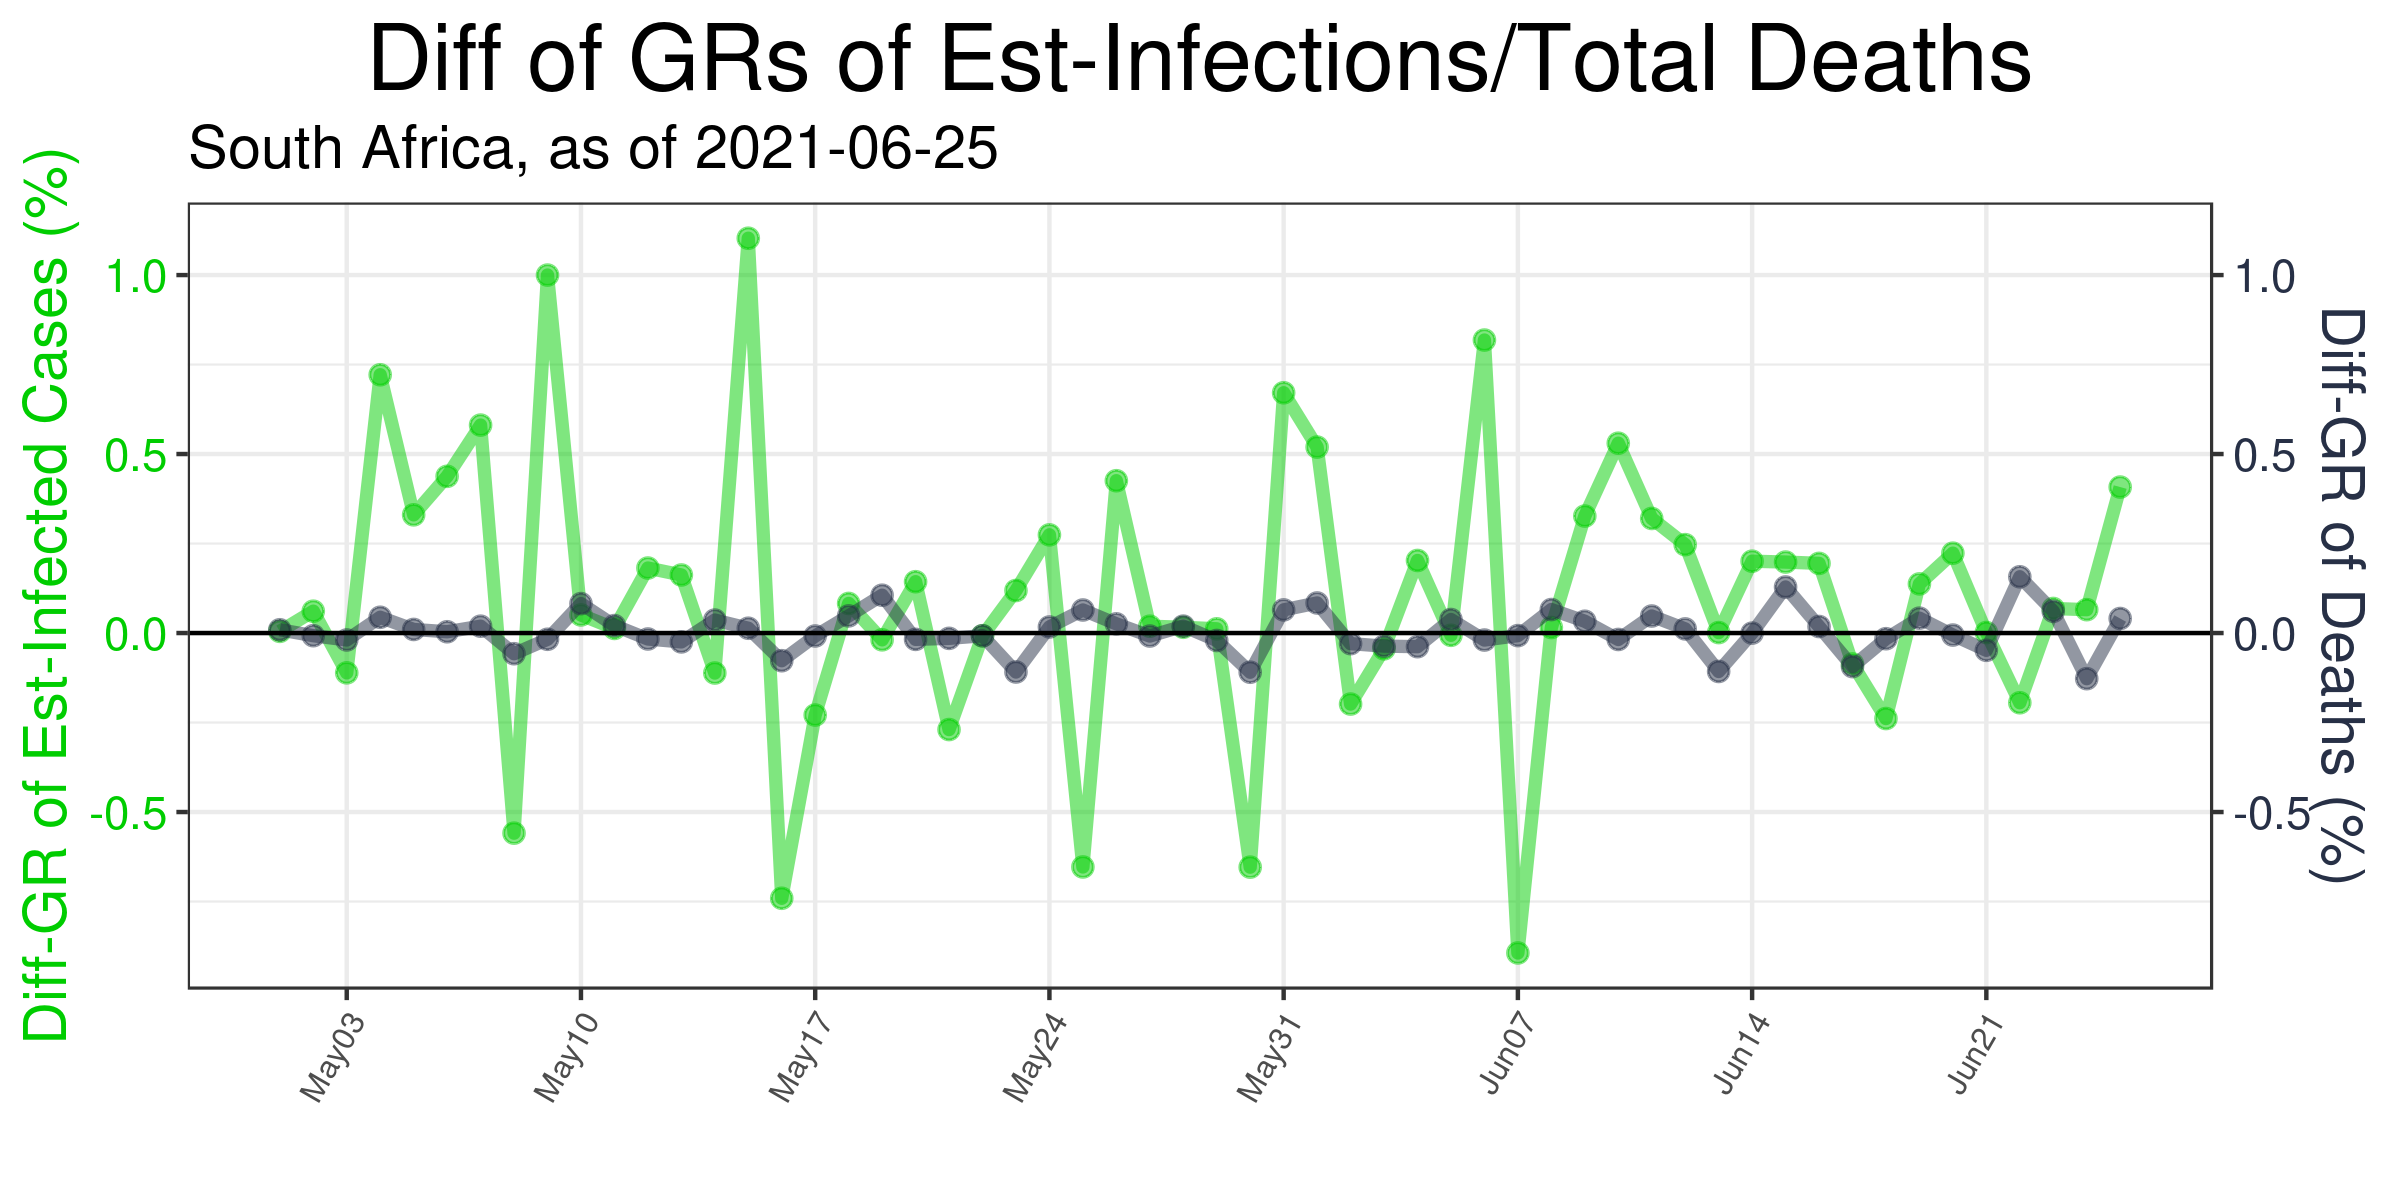 Diff of GRs of Est-Infections/Total Deaths
South Africa, as of 2021-06-25
Diff-GR of Est-Infected Cases (%)
1.0
0.5
0.0
-0.5
1.0
0.5
0.0
-0.5
Diff-GR of Deaths (%)
May03
May10
May17
May24
May31
Jun07
Jun14
Jun21